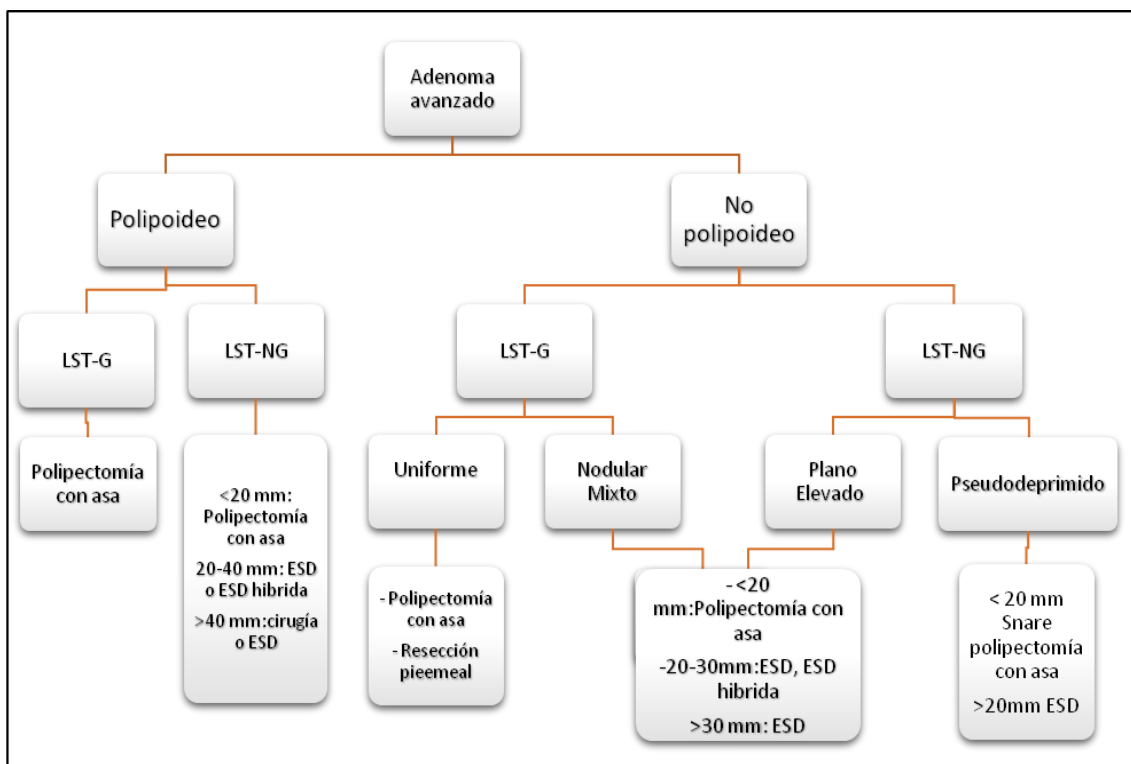 Adenoma
avanzado
Polipoideo
No
polipoideo
LST-G
LST-NG
LST-G
LST-NG
Polipectomía
con asa
<20 mm:
Polipectomía
con asa
20-40 mm: ESD
o ESD hibrida
>40 mm:cirugía
o ESD
Uniforme
Nodular
Mixto
Plano
Elevado
Pseudodeprimido
- Polipectomía
con asa
- Resección
pieemeal
-<20
mm:Polipectomía con
asa
-20-30mm:ESD, ESD
hibrida
>30 mm: ESD
< 20 mm
Snare
polipectomía
con asa
>20mm ESD